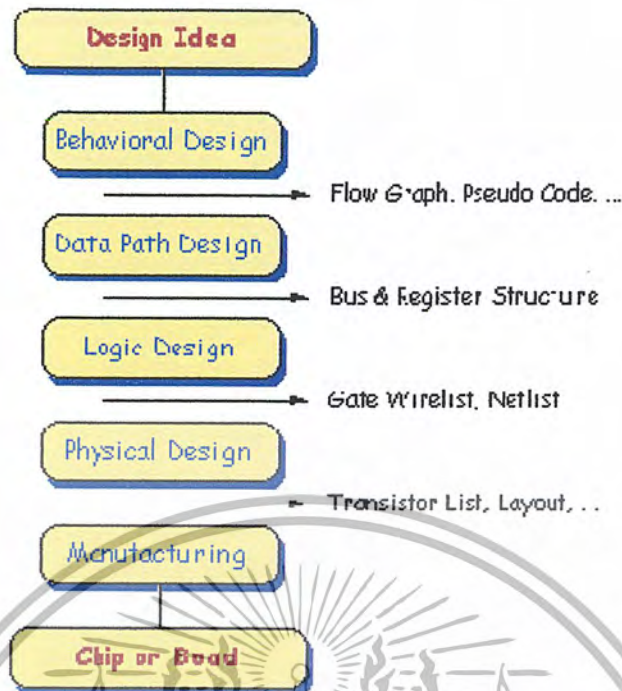 Design Idea
Behavioral Design
Flow Graph. Pseudo Code. ...
Data Path Design
Bus & Register Structure
Logic Design
Gate Wirelist, Netlist
Physical Design
Transistor List, Layout, ..
Manufacturing
Chip or Board